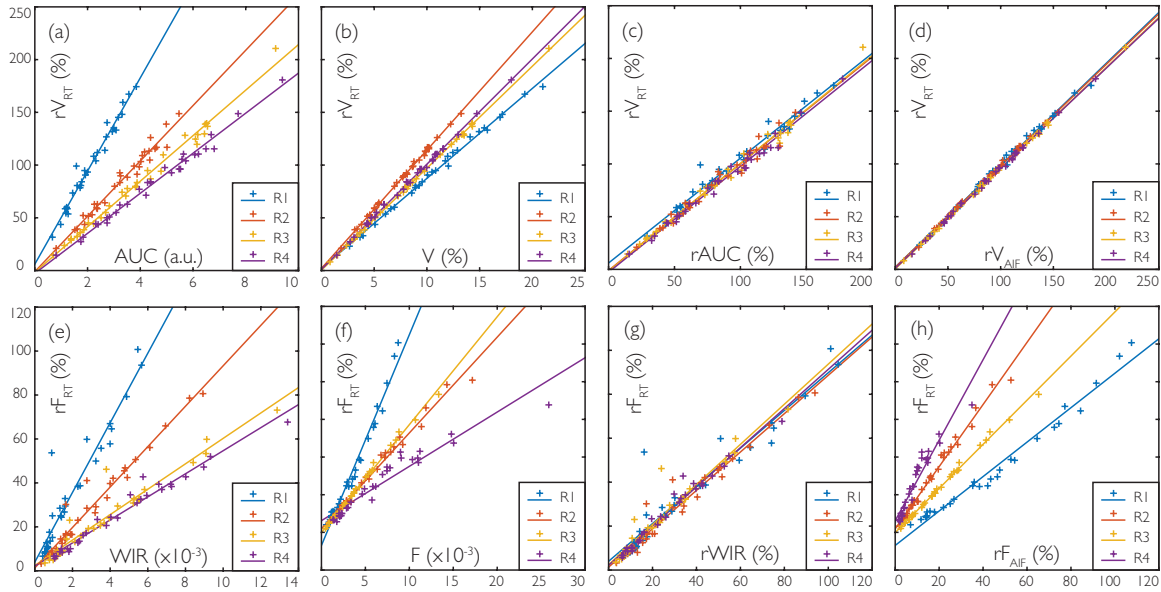 (a)
rV_RT (%)
250
200
150
100
50
0
R1
R2
R3
R4
AUC (a.u.)
0 2 4 6 8 10
(b)
rV_RT (%)
R1
R2
R3
R4
V (%)
0 5 10 15 20 25
(c)
rV_RT (%)
R1
R2
R3
R4
rAUC (%)
0 50 100 150 200
(d)
rV_RT (%)
R1
R2
R3
R4
rV_AIF (%)
0 50 100 150 200 250
(e)
rF_RT (%)
120
100
80
60
40
20
0
R1
R2
R3
R4
WIR (x10-3)
0 2 4 6 8 10 12 14
(f)
rF_RT (%)
R1
R2
R3
R4
F (x10-3)
0 5 10 15 20 25 30
(g)
rF_RT (%)
R1
R2
R3
R4
rWIR (%)
0 20 40 60 80 100 120
(h)
rF_RT (%)
R1
R2
R3
R4
rF_AIF (%)
0 20 40 60 80 100 120